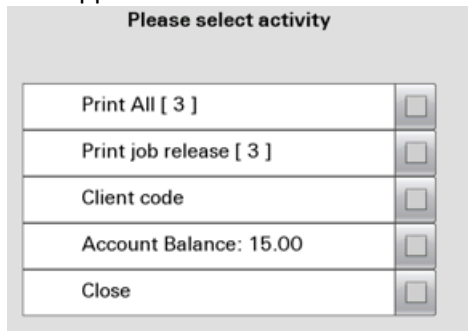 Please select activity
Print All [ 3 ]
Print job release [ 3 ]
Client code
Account Balance: 15.00
Close